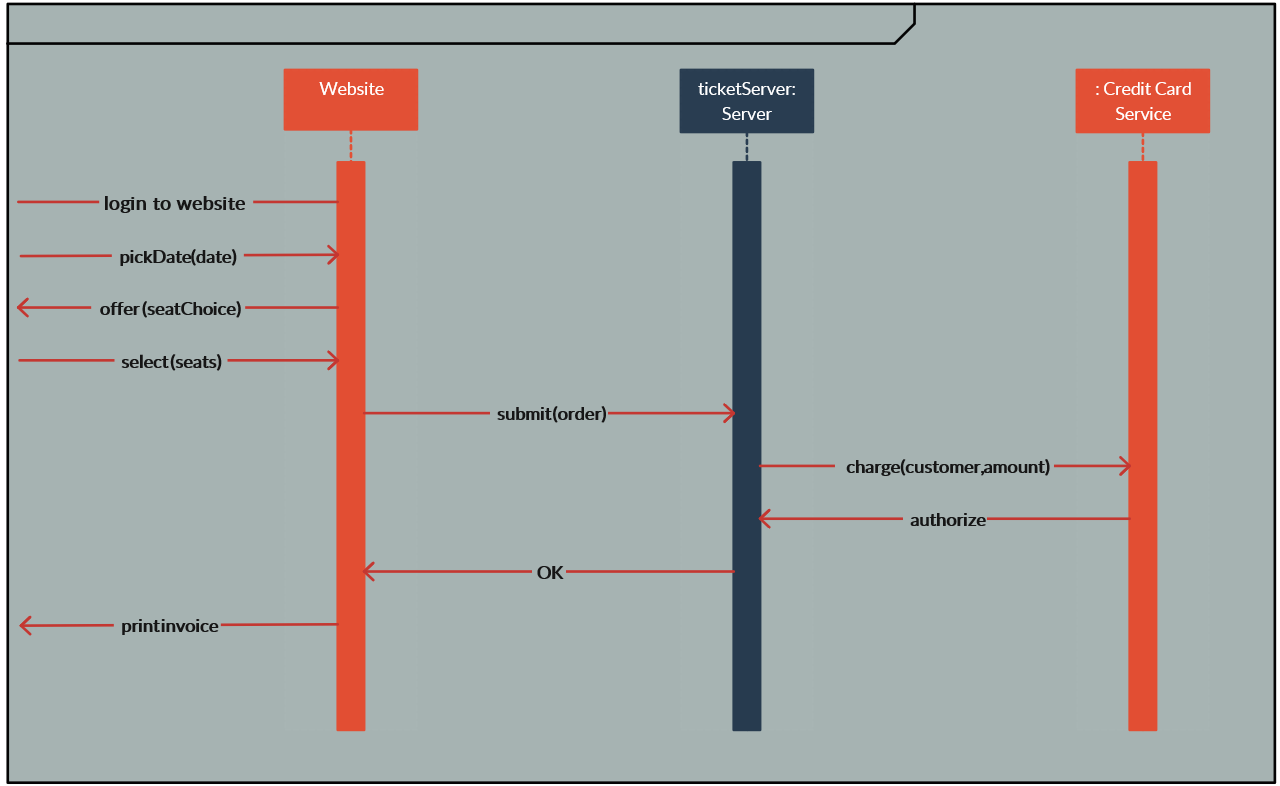 Website
ticketServer:
Server
: Credit Card
Service
login to website
pickDate(date)
offer(seatChoice)
select(seats)
submit(order)
charge(customer,amount)
authorize
OK
printinvoice